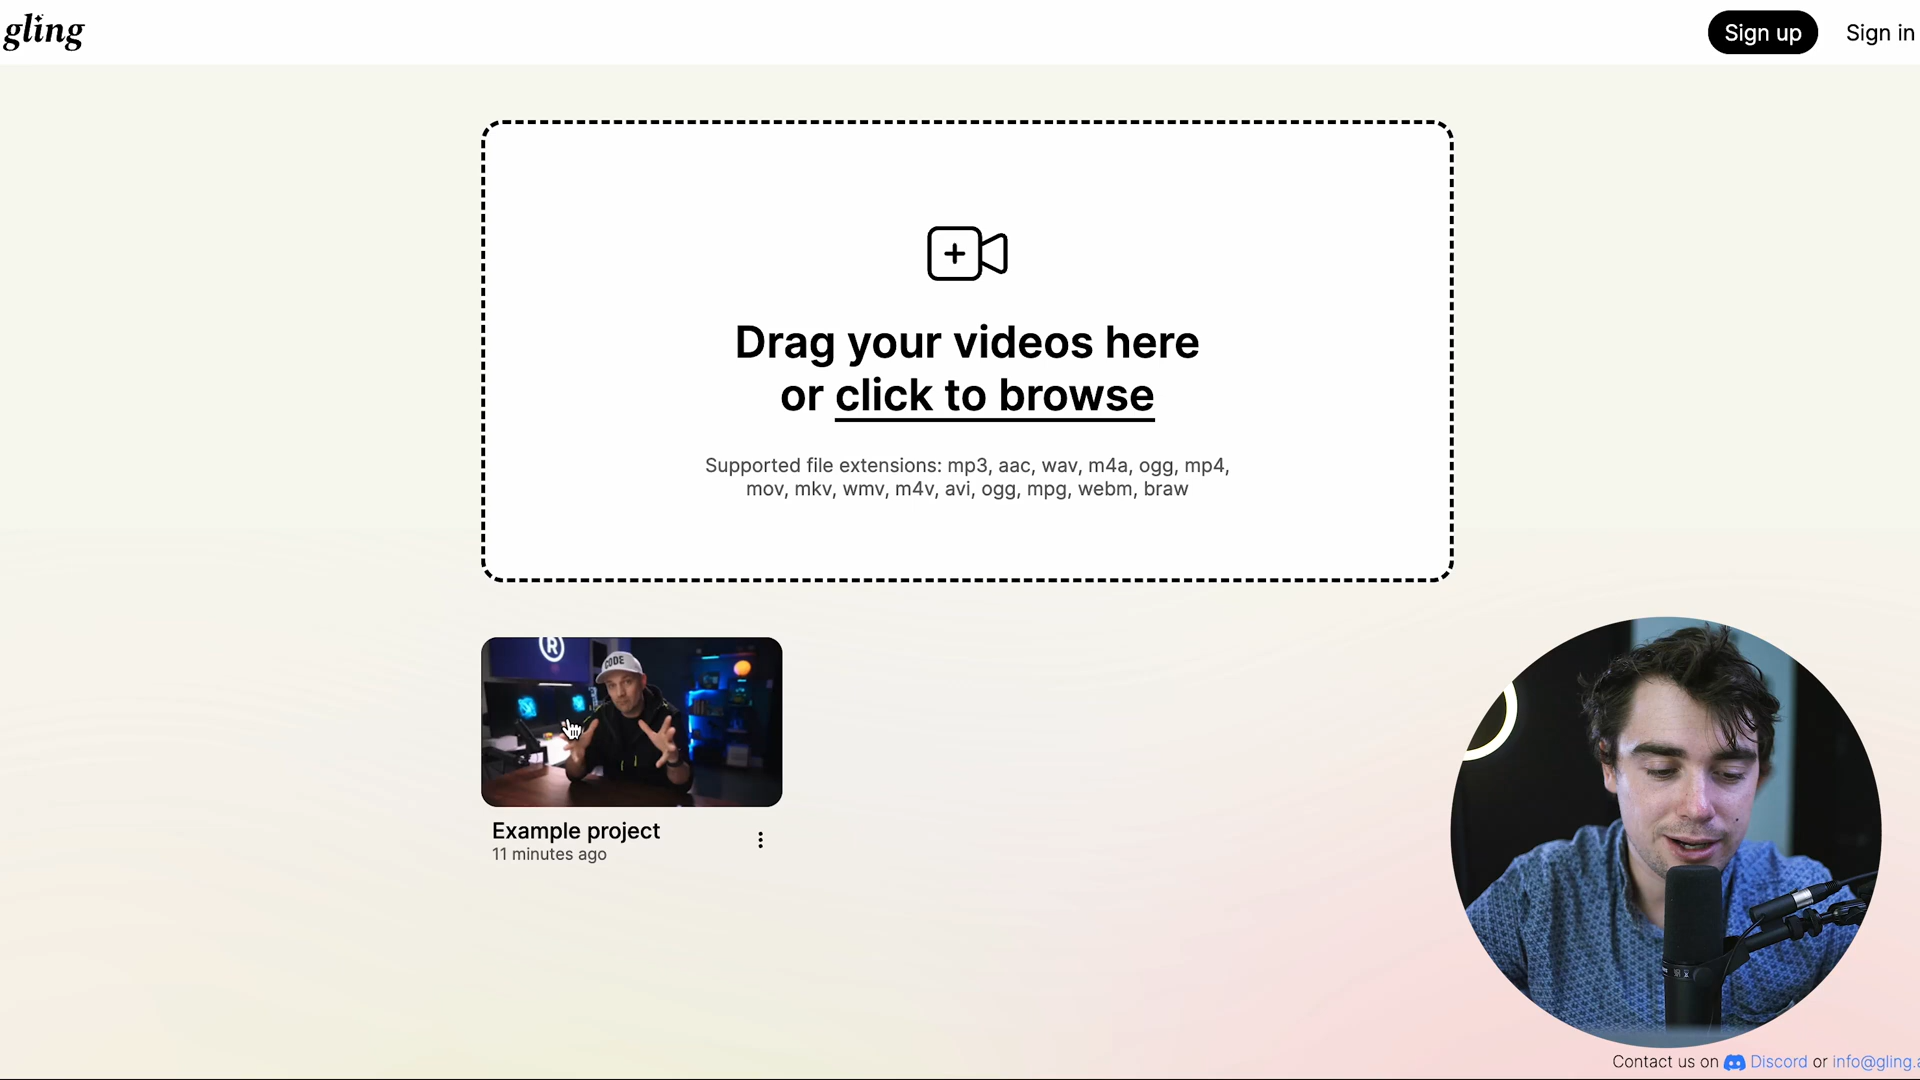 gling
Sign up
Sign in
Drag your videos here
or click to browse
Supported file extensions: mp3, aac, wav, m4a, ogg, mp4,
mov, mkv, wmv, m4v, avi, ogg, mpg, webm, braw
R
CODE
Example project
11 minutes ago
Contact us on Discord or info@gling.a